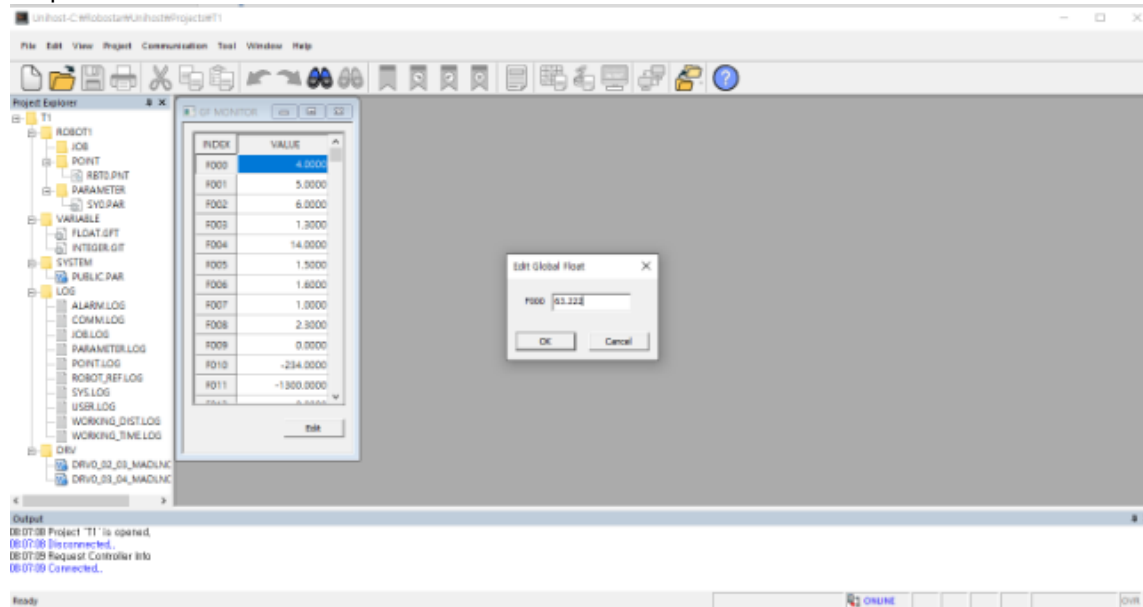 Unihost-C:₩Robostar₩Unihost₩Projects₩T1
File Edit View Project Communication Tool Window Help
Project Explorer
T1
ROBOT1
JOB
POINT
RBT0.PNT
PARAMETER
SV0.PAR
VARIABLE
FLOAT.GFT
INTEGER.GIT
SYSTEM
PUBLIC.PAR
LOG
ALARM.LOG
COMM.LOG
JOB.LOG
PARAMETER.LOG
POINT.LOG
ROBOT_REF.LOG
SYS.LOG
USER.LOG
WORKING_DIST.LOG
WORKING_TIME.LOG
DRV
DRV0_02_03_MADLNC
DRV0_03_04_MADLNC
GF MONITOR
INDEX VALUE
F000 4.0000
F001 5.0000
F002 6.0000
F003 1.3000
F004 14.0000
F005 1.5000
F006 1.6000
F007 1.0000
F008 2.3000
F009 0.0000
F010 -234.0000
F011 -1300.0000
Edit
Edit Global Float
F000
OK Cancel
Output
08:07:08 Project 'T1' is opened,
08:07:08 Disconnected..
08:07:09 Request Controller Info
08:07:09 Connected..
Ready ONLINE OVR